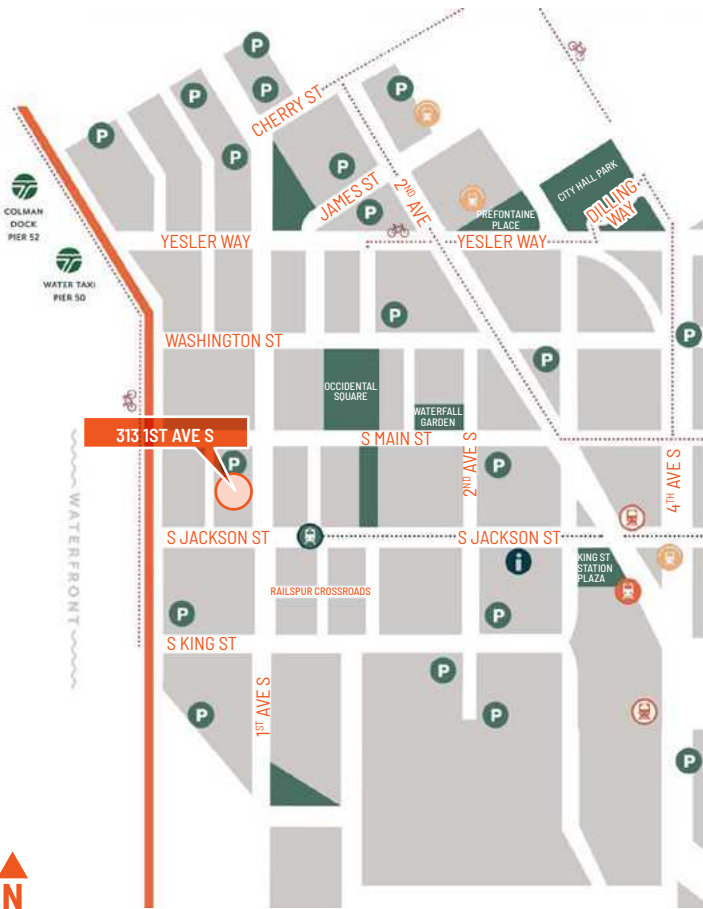 P
P
P
P
P
CHERRY ST
P
COLMAN
DOCK
PIER 52
P
P
P
JAMES ST
2ND AVE
CITY HALL PARK
DILLING
WAY
PREFONTAINE
PLACE
YESLER WAY
YESLER WAY
WATER TAXI
PIER 50
P
P
WASHINGTON ST
P
OCCIDENTAL
SQUARE
WATERFALL
GARDEN
313 1ST AVE S
S MAIN ST
2ND AVE S
4TH AVE S
P
P
WATERFRONT
S JACKSON ST
S JACKSON ST
i
KING ST
STATION
PLAZA
RAILSPUR CROSSROADS
P
P
S KING ST
1ST AVE S
P
P
P
P
N